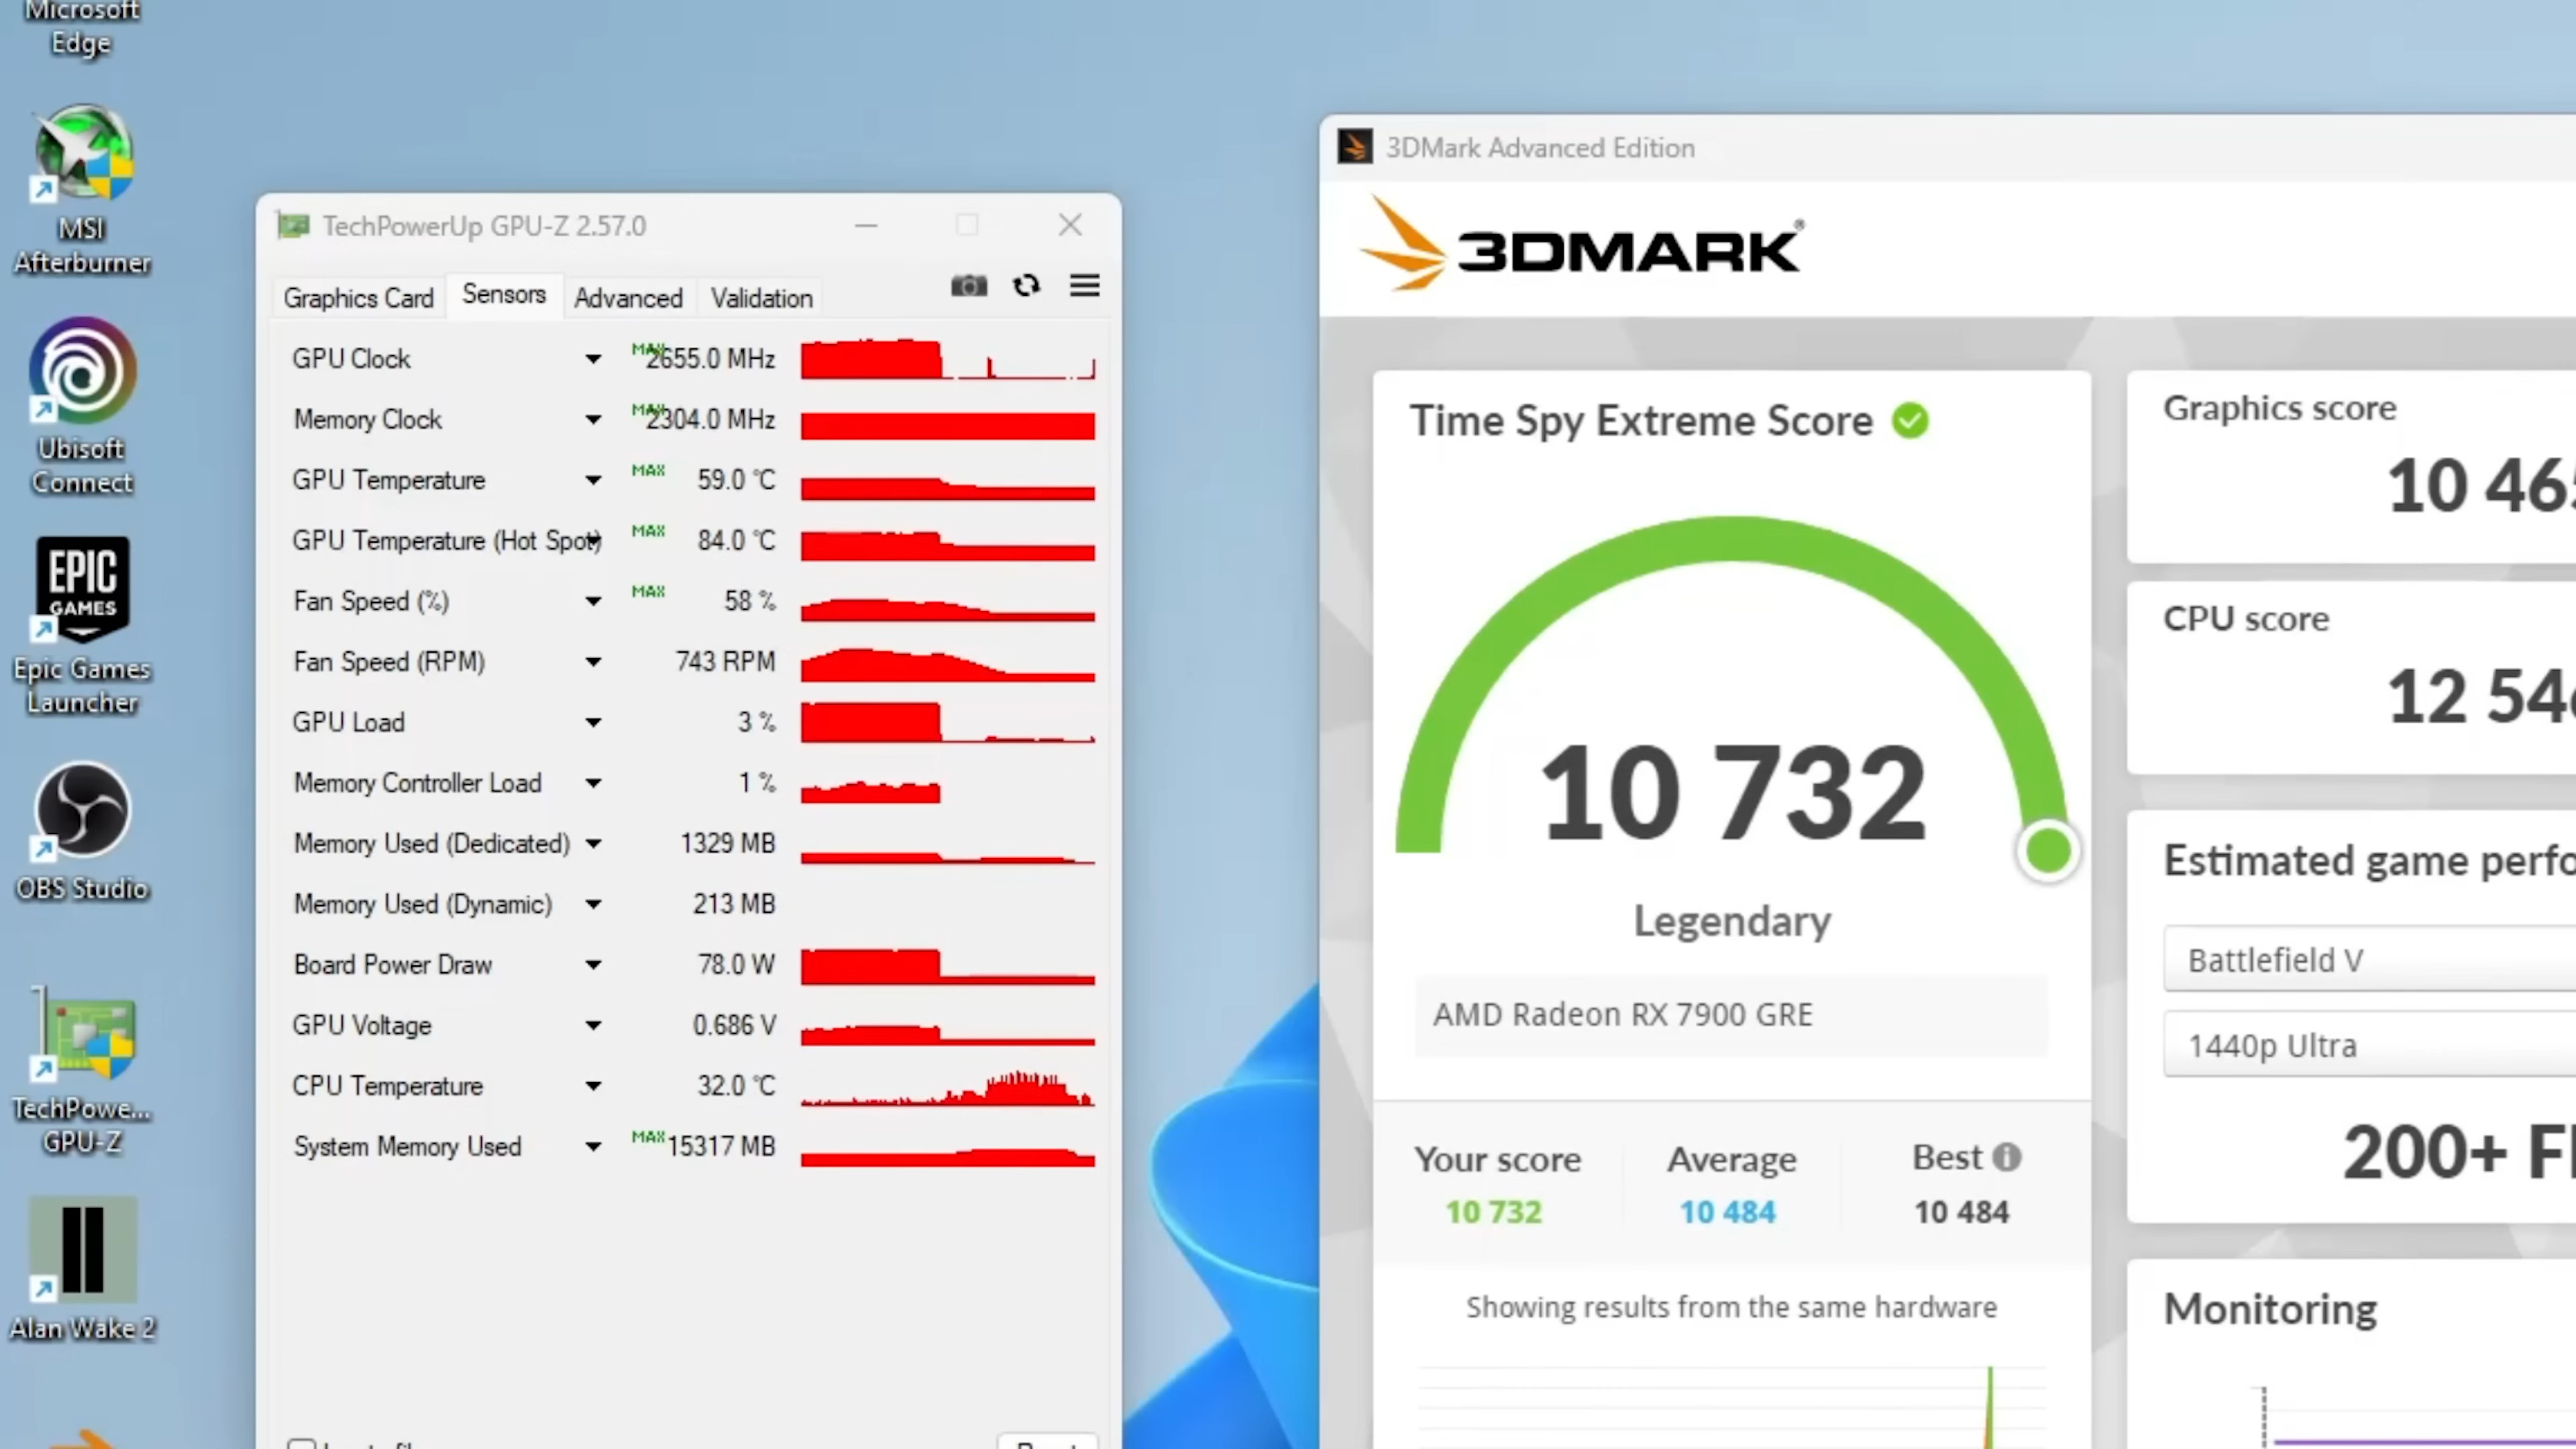 Microsoft
Edge
MSI
Afterburner
Ubisoft
Connect
EPIC
GAMES
Epic Games
Launcher
OBS Studio
TechPowe...
GPU-Z
Alan Wake 2
TechPowerUp GPU-Z 2.57.0
Graphics Card Sensors Advanced Validation
GPU Clock MAX 2655.0 MHz
Memory Clock MAX 2304.0 MHz
GPU Temperature MAX 59.0 °C
GPU Temperature (Hot Spot) MAX 84.0 °C
Fan Speed (%) MAX 58 %
Fan Speed (RPM) 743 RPM
GPU Load 3 %
Memory Controller Load 1 %
Memory Used (Dedicated) 1329 MB
Memory Used (Dynamic) 213 MB
Board Power Draw 78.0 W
GPU Voltage 0.686 V
CPU Temperature 32.0 °C
System Memory Used MAX 15317 MB
3DMark Advanced Edition
3DMARK®
Time Spy Extreme Score
10 732
Legendary
AMD Radeon RX 7900 GRE
Your score Average Best
10 732 10 484 10 484
Showing results from the same hardware
Graphics score
10 465
CPU score
12 54
Estimated game perfo
Battlefield V
1440p Ultra
200+
Monitoring